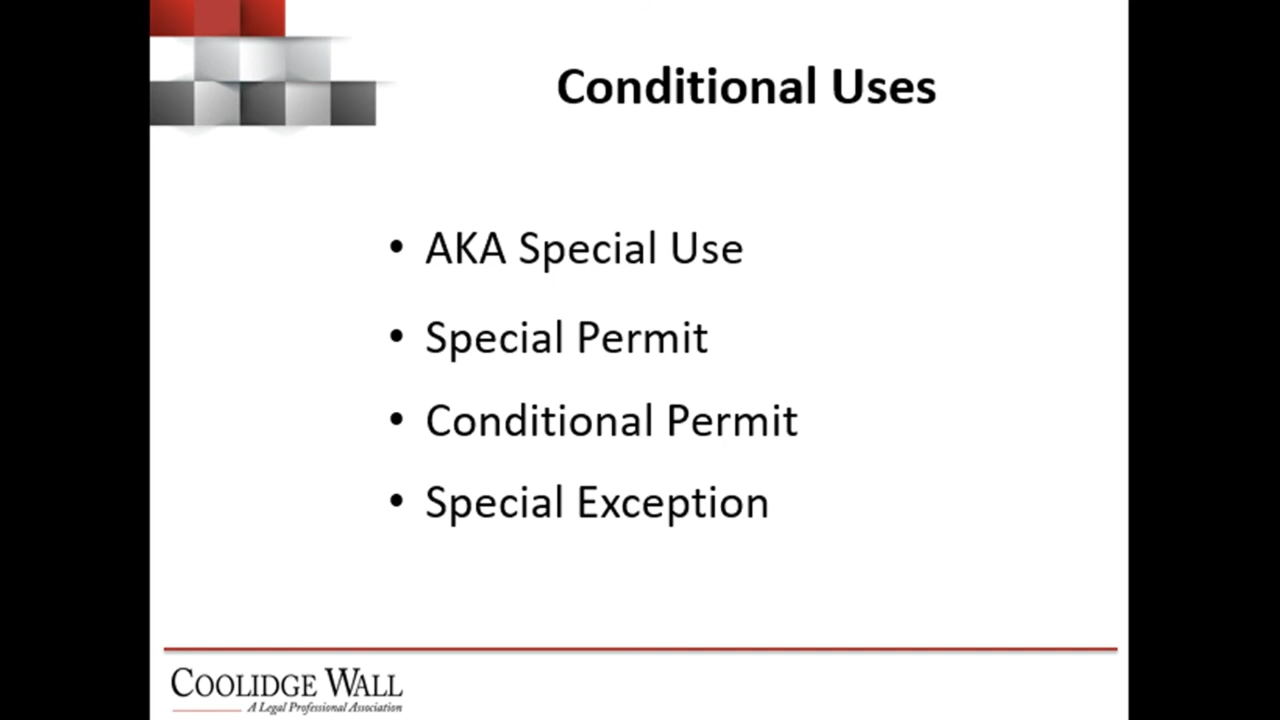 Conditional Uses
• AKA Special Use
• Special Permit
• Conditional Permit
• Special Exception
COOLIDGE WALL
A Legal Professional Association